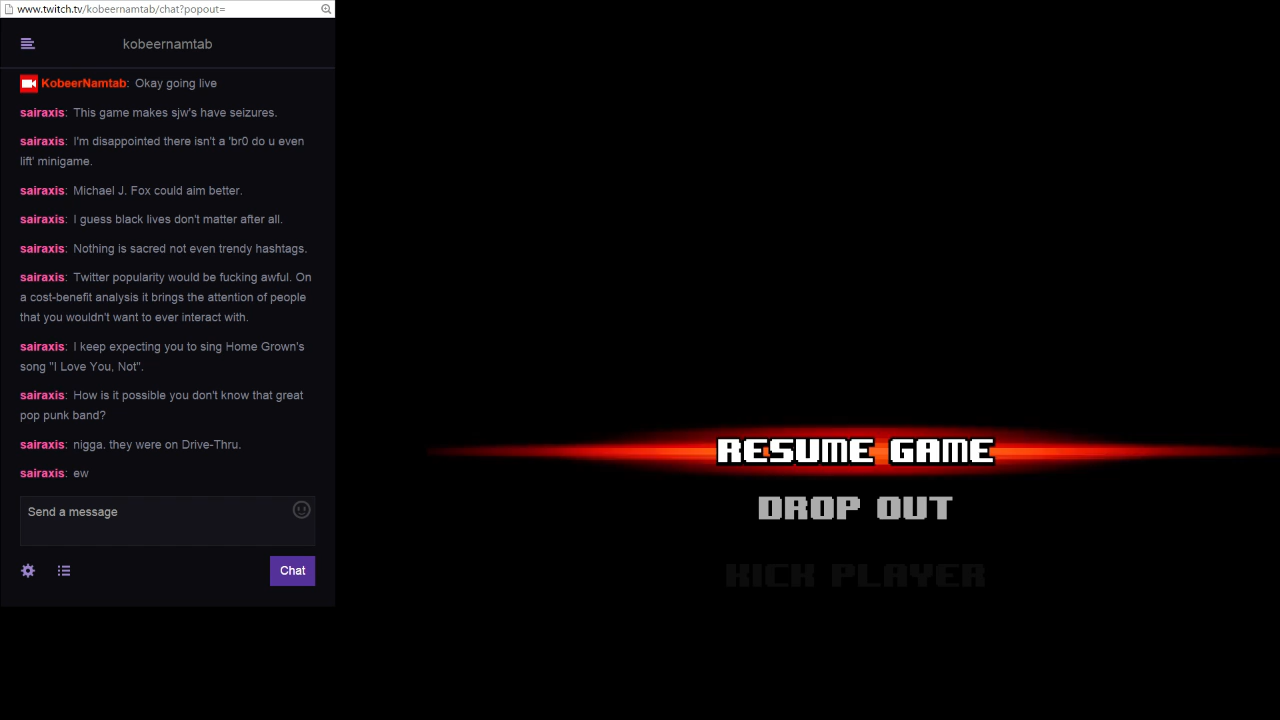 www.twitch.tv/kobeernamtab/chat?popout=
kobeernamtab
KobeerNamtab: Okay going live
sairaxis: This game makes sjw's have seizures.
sairaxis: I'm disappointed there isn't a 'br0 do u even
lift' minigame.
sairaxis: Michael J. Fox could aim better.
sairaxis: I guess black lives don't matter after all.
sairaxis: Nothing is sacred not even trendy hashtags.
sairaxis: Twitter popularity would be fucking awful. On
a cost-benefit analysis it brings the attention of people
that you wouldn't want to ever interact with.
sairaxis: I keep expecting you to sing Home Grown's
song "I Love You, Not".
sairaxis: How is it possible you don't know that great
pop punk band?
sairaxis: nigga. they were on Drive-Thru.
sairaxis: ew
Send a message
Chat
RESUME GAME
DROP OUT
KICK PLAYER